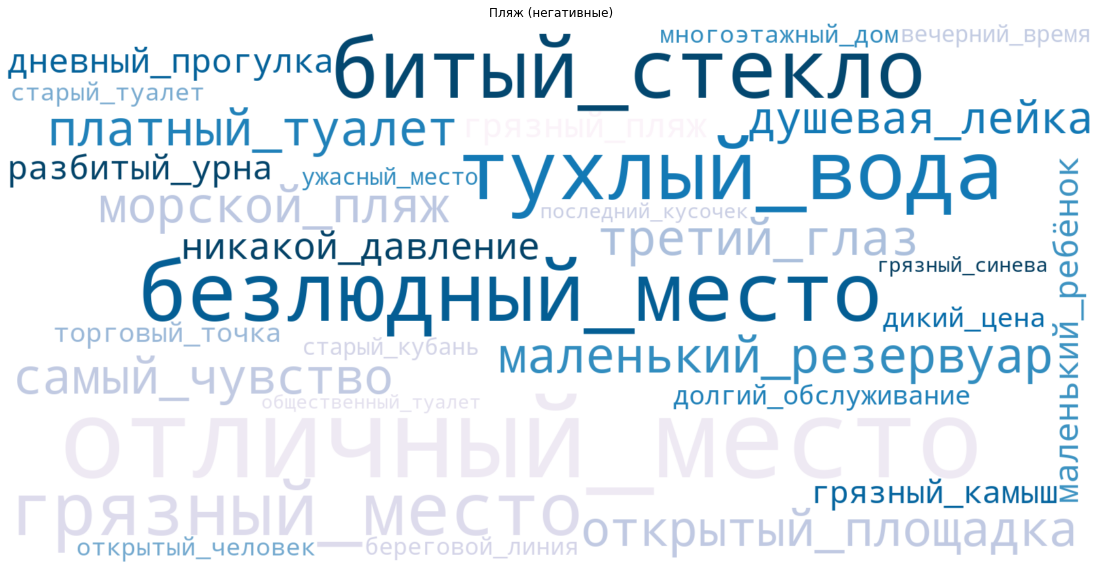 Пляж (негативные)
многоэтажный_дом
вечерний_время
дневный_прогулка
битый_стекло
старый_туалет
платный_туалет
грязный_пляж
душевая_лейка
разбитый_урна
ужасный_место
тухлый_вода
морской_пляж
последний_кусочек
третий_глаз
маленький_ребёнок
никакой_давление
безлюдный_место
грязный_синева
дикий_цена
торговый_точка
старый_кубань
маленький_резервуар
самый_чувство
долгий_обслуживание
общественный_туалет
отличный_место
грязный_место
грязный_камыш
открытый_площадка
открытый_человек
береговой_линия